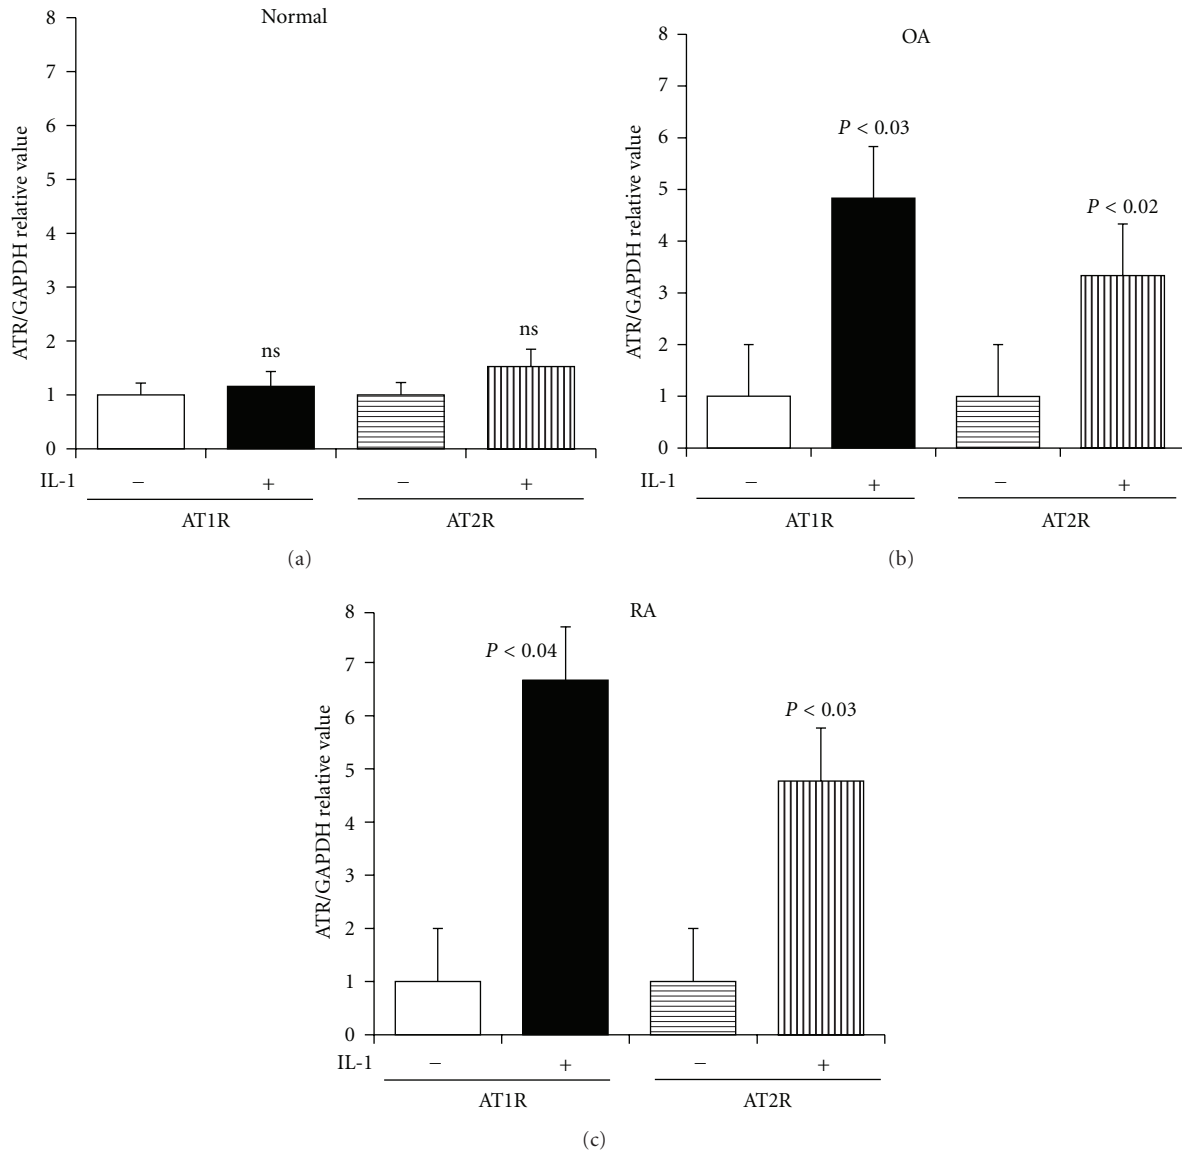 Normal
8
7
6
5
4
3
2
1
0
ATR/GAPDH relative value
ns
ns
IL-1 − + − +
AT1R AT2R
(a)
OA
8
7
6
5
4
3
2
1
0
ATR/GAPDH relative value
P < 0.03
P < 0.02
IL-1 − + − +
AT1R AT2R
(b)
RA
8
7
6
5
4
3
2
1
0
ATR/GAPDH relative value
P < 0.04
P < 0.03
IL-1 − + − +
AT1R AT2R
(c)